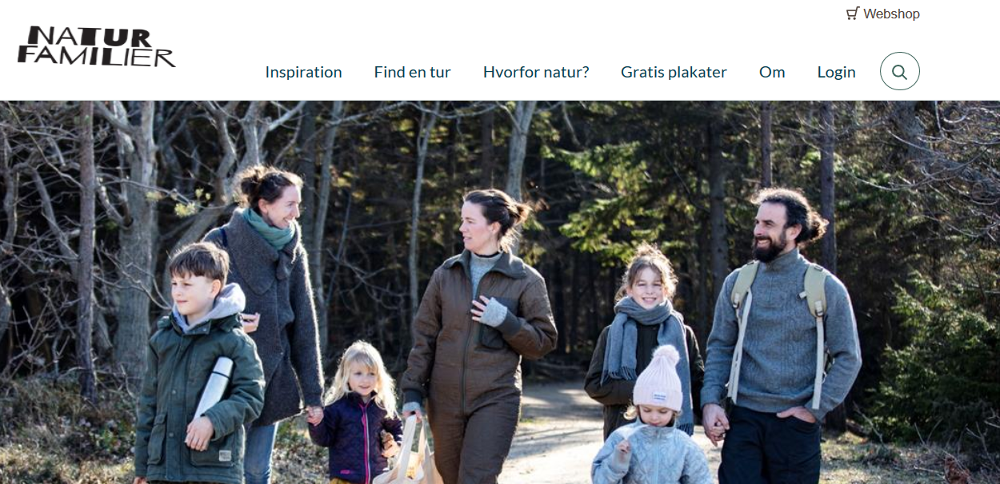 Webshop
NATUR
FAMILIER
Inspiration Find en tur Hvorfor natur? Gratis plakater Om Login